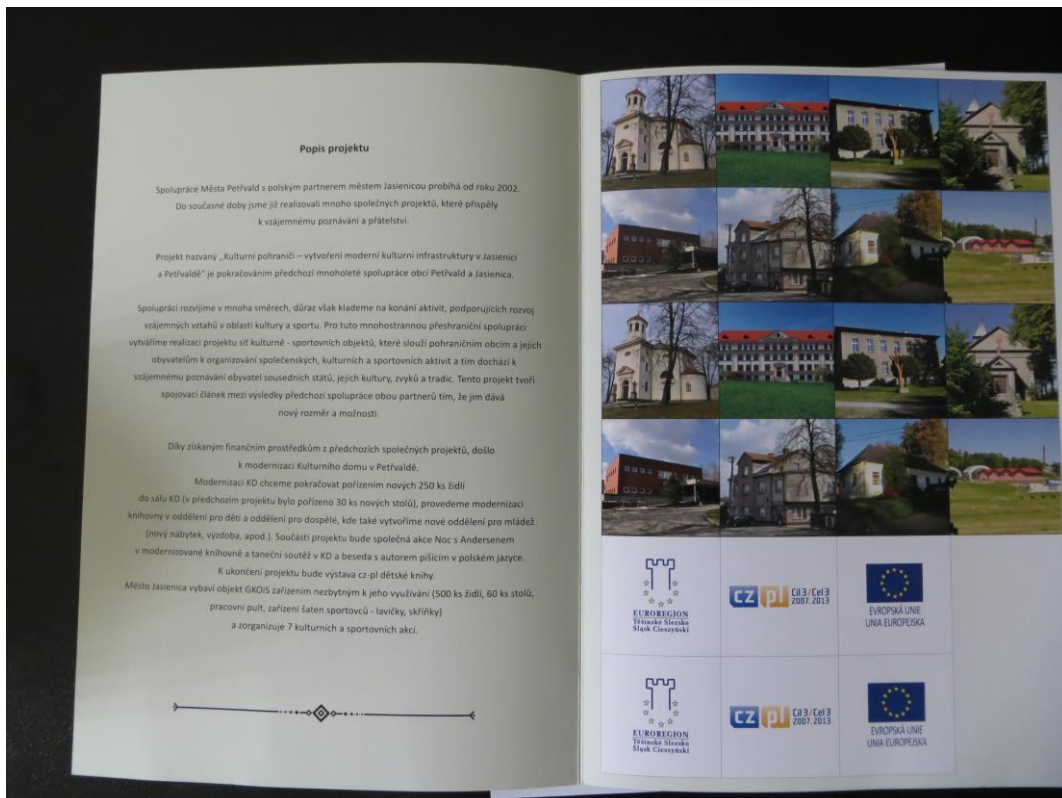 Popis projektu
Spolupráce Města Petřvald s polským partnerem městem Jasienicou probíhá od roku 2002.
Do současné doby jsme již realizovali mnoho společných projektů, které přispěly
k vzájemnému poznávání a přátelství.
Projekt nazvaný „Kulturní pohraničí – vytvoření moderní kulturní infrastruktury v Jasienici
a Petřvaldě" je pokračováním předchozí mnoholeté spolupráce obcí Petřvald a Jasienica.
Spolupráci rozvíjíme v mnoha směrech, důraz však klademe na konání aktivit, podporujících rozvoj
vzájemných vztahů v oblasti kultury a sportu. Pro tuto mnohostrannou přeshraniční spolupráci
vytváříme realizací projektu síť kulturně - sportovních objektů, které slouží pohraničním obcím a jejich
obyvatelům k organizování společenských, kulturních a sportovních aktivit a tím dochází k
vzájemnému poznávání obyvatel sousedních států, jejich kultury, zvyků a tradic. Tento projekt tvoří
spojovací článek mezi výsledky předchozí spolupráce obou partnerů tím, že jim dává
nový rozměr a možnosti.
Díky získaným finančním prostředkům z předchozích společných projektů, došlo
k modernizaci Kulturního domu v Petřvaldě.
Modernizaci KD chceme pokračovat pořízením nových 250 ks židlí
do sálu KD (v předchozím projektu bylo pořízeno 30 ks nových stolů), provedeme modernizaci
knihovny v oddělení pro děti a oddělení pro dospělé, kde také vytvoříme nové oddělení pro mládež
(nový nábytek, výzdoba, apod.). Součástí projektu bude společná akce Noc s Andersenem
v modernizované knihovně a taneční soutěž v KD a beseda s autorem píšícím v polském jazyce.
K ukončení projektu bude výstava cz-pl dětské knihy.
Město Jasienica vybaví objekt GKOiS zařízením nezbytným k jeho využívání (500 ks židlí, 60 ks stolů,
pracovní pult, zařízení šaten sportovců - lavičky, skříňky)
a zorganizuje 7 kulturních a sportovních akcí.
EUROREGION
Těšínské Slezsko
Śląsk Cieszyński
cz pl Cíl 3/Cel 3
2007.2013
EVROPSKÁ UNIE
UNIA EUROPEJSKA
EUROREGION
Těšínské Slezsko
Śląsk Cieszyński
cz pl Cíl 3/Cel 3
2007.2013
EVROPSKÁ UNIE
UNIA EUROPEJSKA